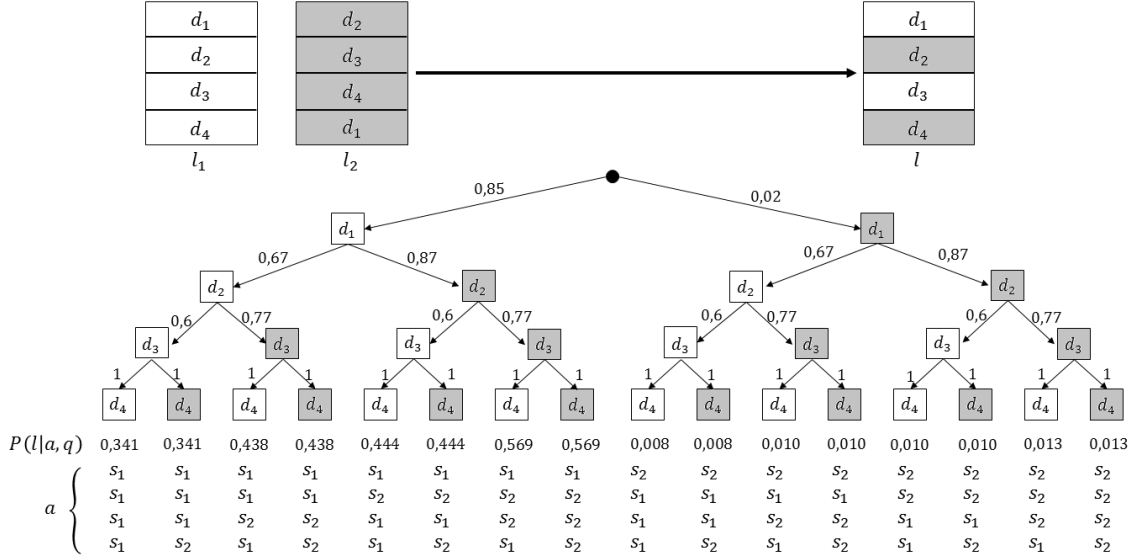 d₁ d₂ d₁
d₂ d₃ d₂
d₃ d₄ d₃
d₄ d₁ d₄
l₁ l₂ l
0,85 0,02
d₁ d₁
0,67 0,87 0,67 0,87
d₂ d₂ d₂ d₂
0,6 0,77 0,6 0,77 0,6 0,77 0,6 0,77
d₃ d₃ d₃ d₃ d₃ d₃ d₃ d₃
1 1 1 1 1 1 1 1 1 1 1 1 1 1 1 1
d₄ d₄ d₄ d₄ d₄ d₄ d₄ d₄ d₄ d₄ d₄ d₄ d₄ d₄ d₄ d₄
P(l|a, q) 0,341 0,341 0,438 0,438 0,444 0,444 0,569 0,569 0,008 0,008 0,010 0,010 0,010 0,010 0,013 0,013
s₁ s₁ s₁ s₁ s₁ s₁ s₁ s₁ s₂ s₂ s₂ s₂ s₂ s₂ s₂ s₂
a { s₁ s₁ s₁ s₁ s₂ s₂ s₂ s₂ s₁ s₁ s₁ s₁ s₂ s₂ s₂ s₂
s₁ s₁ s₂ s₂ s₁ s₁ s₂ s₂ s₁ s₁ s₂ s₂ s₁ s₁ s₂ s₂
s₁ s₂ s₁ s₂ s₁ s₂ s₁ s₂ s₁ s₂ s₁ s₂ s₁ s₂ s₁ s₂